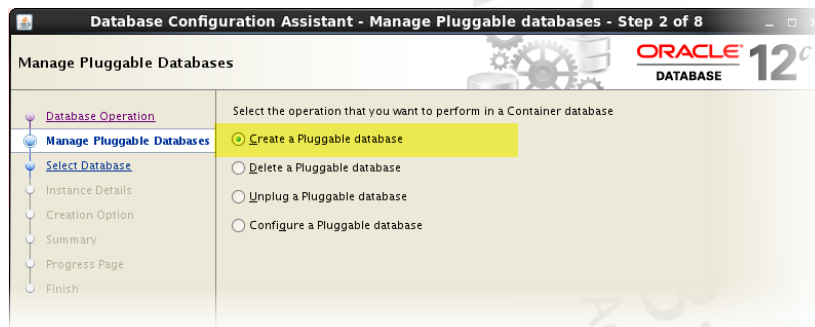 Database Configuration Assistant - Manage Pluggable databases - Step 2 of 8
Manage Pluggable Databases
ORACLE
DATABASE
12c
Database Operation
Manage Pluggable Databases
Select Database
Instance Details
Creation Option
Summary
Progress Page
Finish
Select the operation that you want to perform in a Container database
Create a Pluggable database
Delete a Pluggable database
Unplug a Pluggable database
Configure a Pluggable database